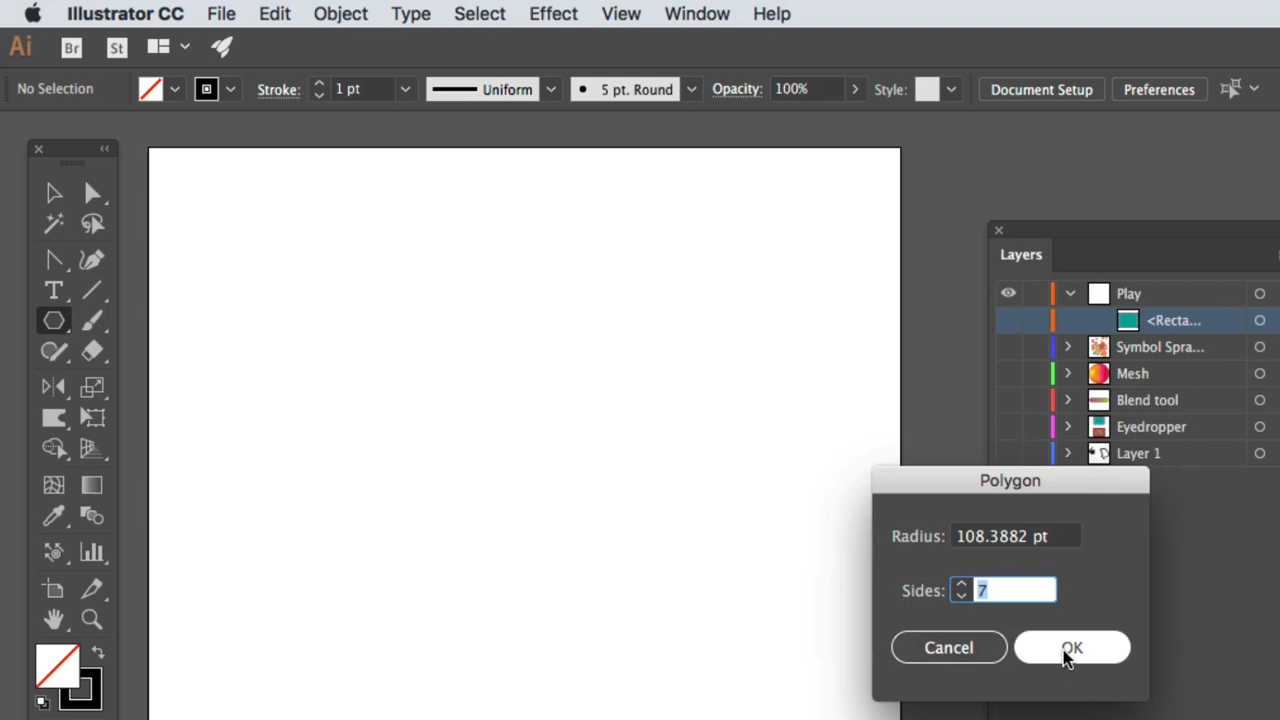 Illustrator CC File Edit Object Type Select Effect View Window Help
Ai Br St
No Selection Stroke: 1 pt Uniform 5 pt. Round Opacity: 100% Style: Document Setup Preferences
Layers
Play
<Recta...
Symbol Spra...
Mesh
Blend tool
Eyedropper
Layer 1
Polygon
Radius: 108.3882 pt
Sides: 7
Cancel OK